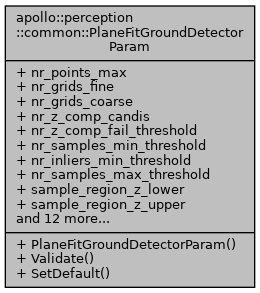 apollo::perception
::common::PlaneFitGroundDetector
Param
+ nr_points_max
+ nr_grids_fine
+ nr_grids_coarse
+ nr_z_comp_candis
+ nr_z_comp_fail_threshold
+ nr_samples_min_threshold
+ nr_inliers_min_threshold
+ nr_samples_max_threshold
+ sample_region_z_lower
+ sample_region_z_upper
and 12 more...
+ PlaneFitGroundDetectorParam()
+ Validate()
+ SetDefault()